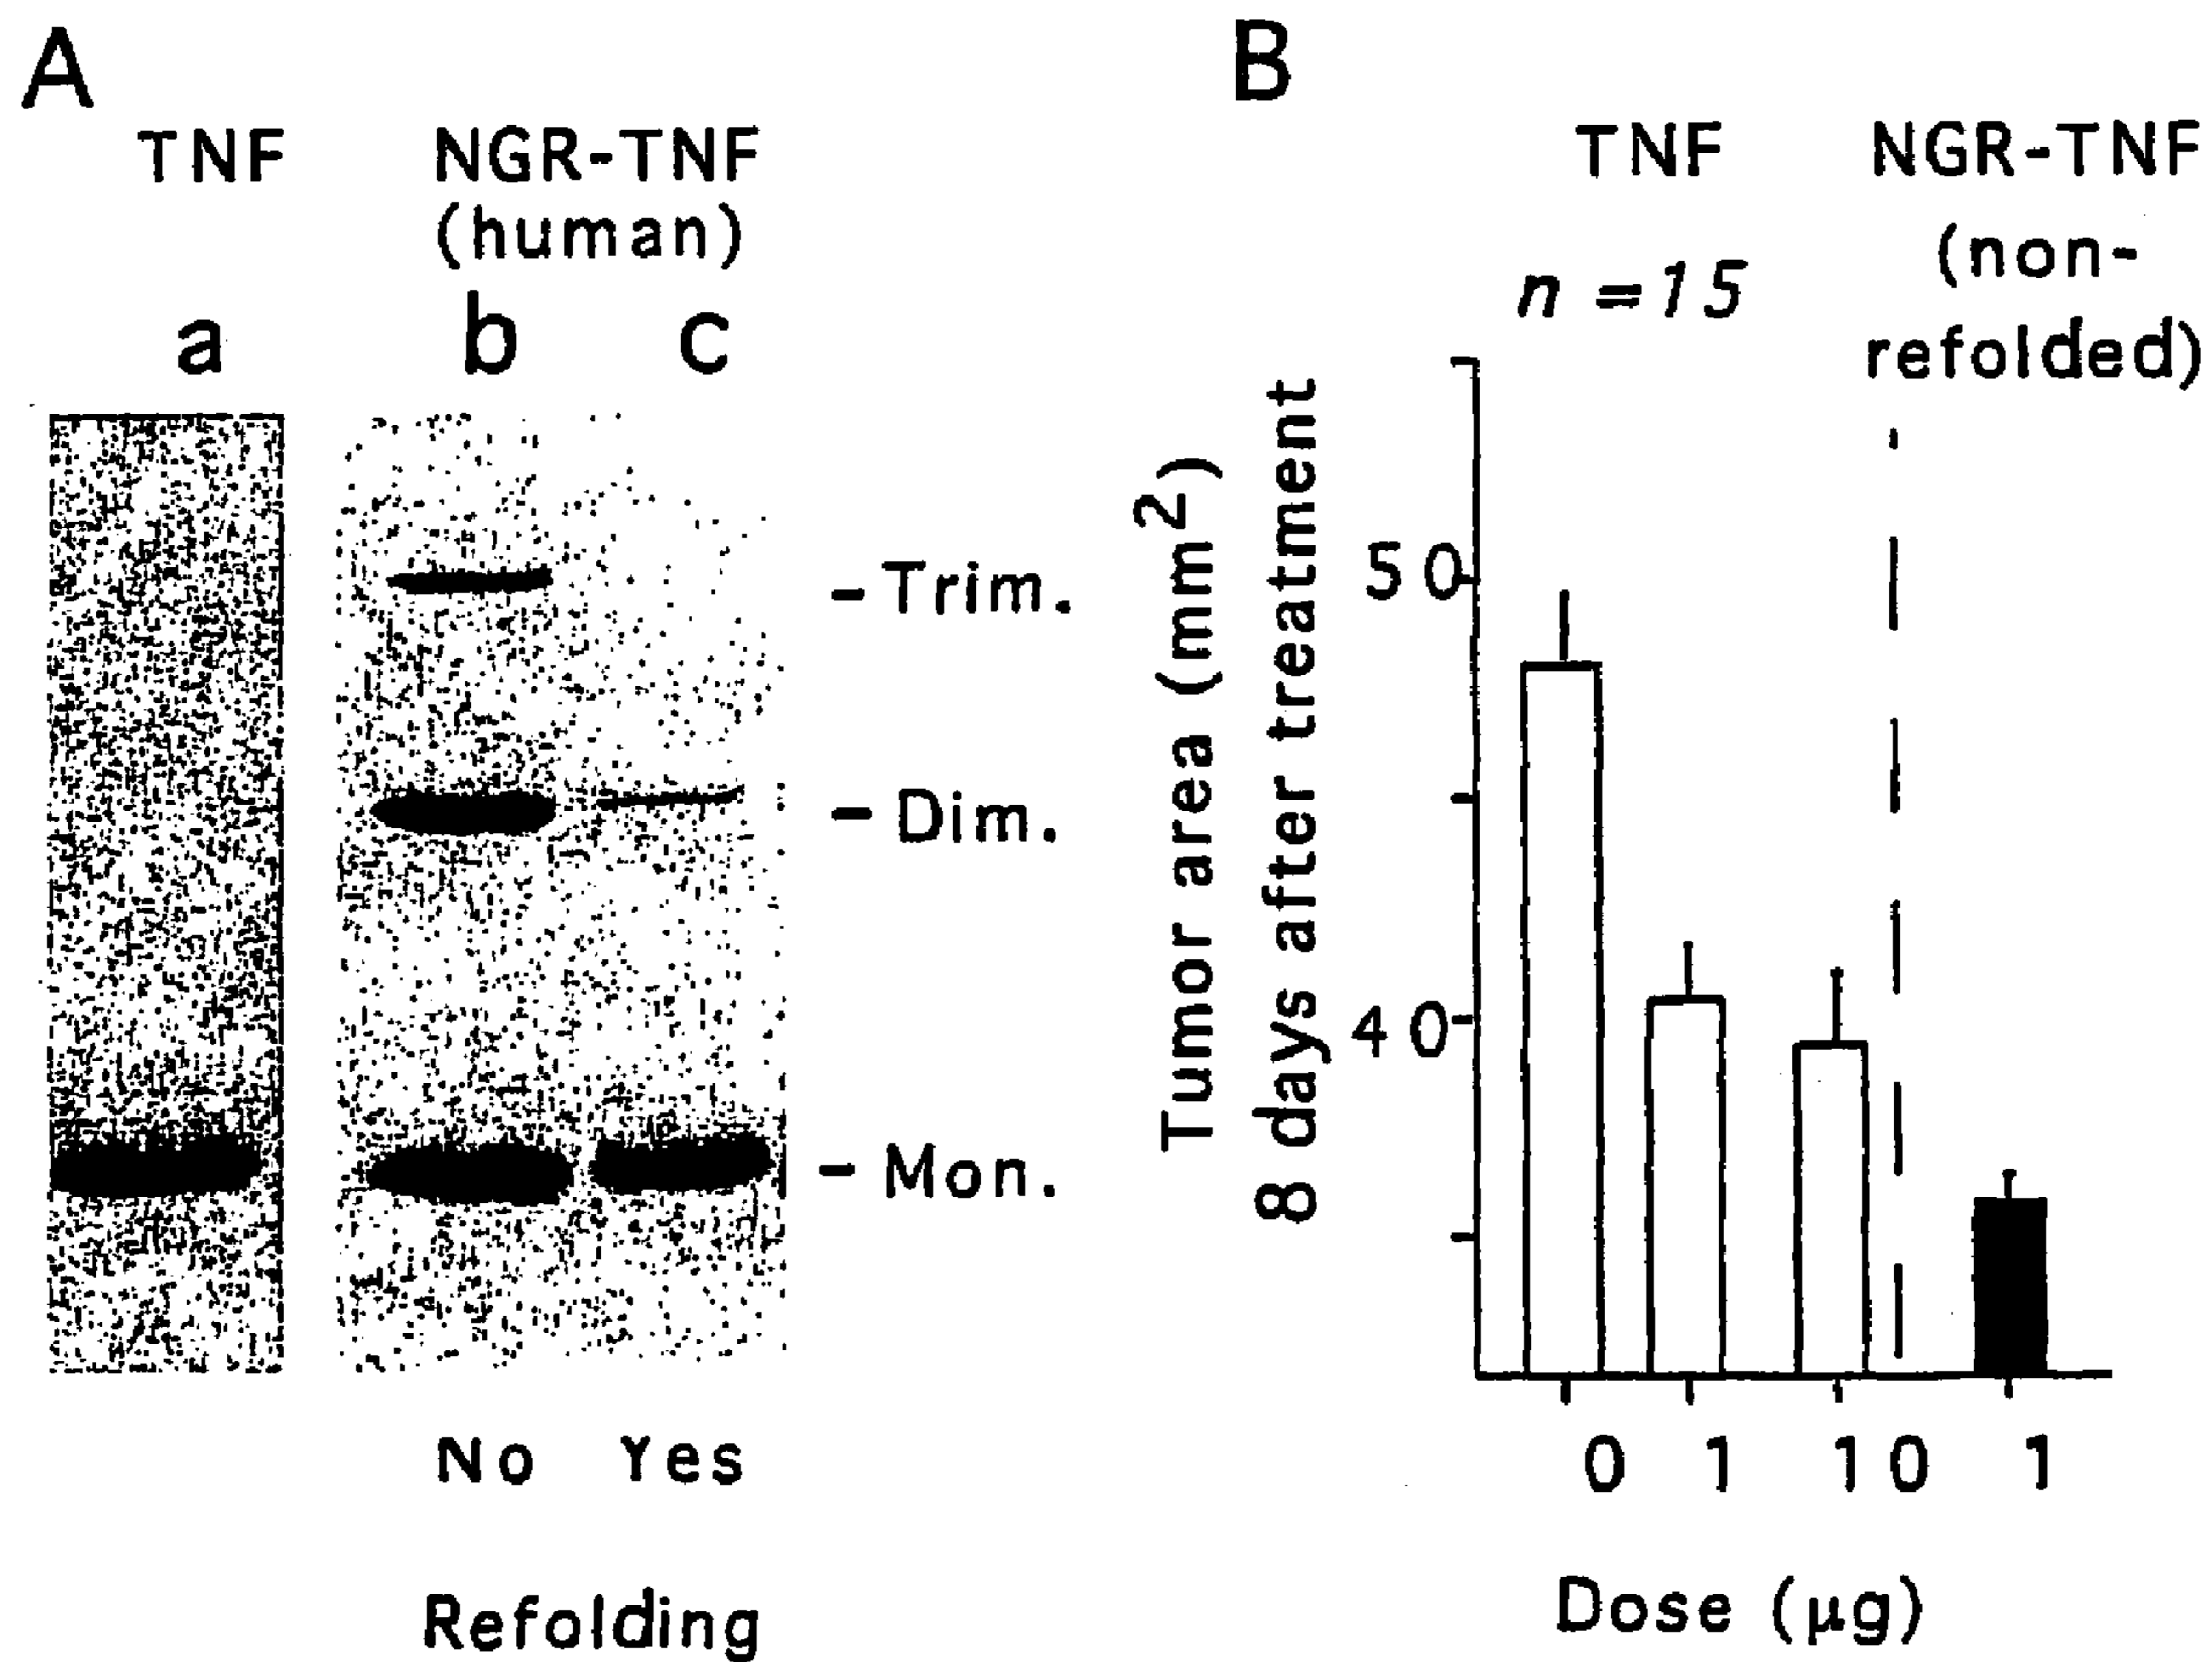 A
TNF
NGR-TNF
(human)
a
b c
- Trim.
- Dim.
- Mon.
No Yes
Refolding
B
TNF
NGR-TNF
(non-
refolded)
n =15
Tumor area (mm²)
8 days after treatment
50
40
0 1 10 1
Dose (µg)